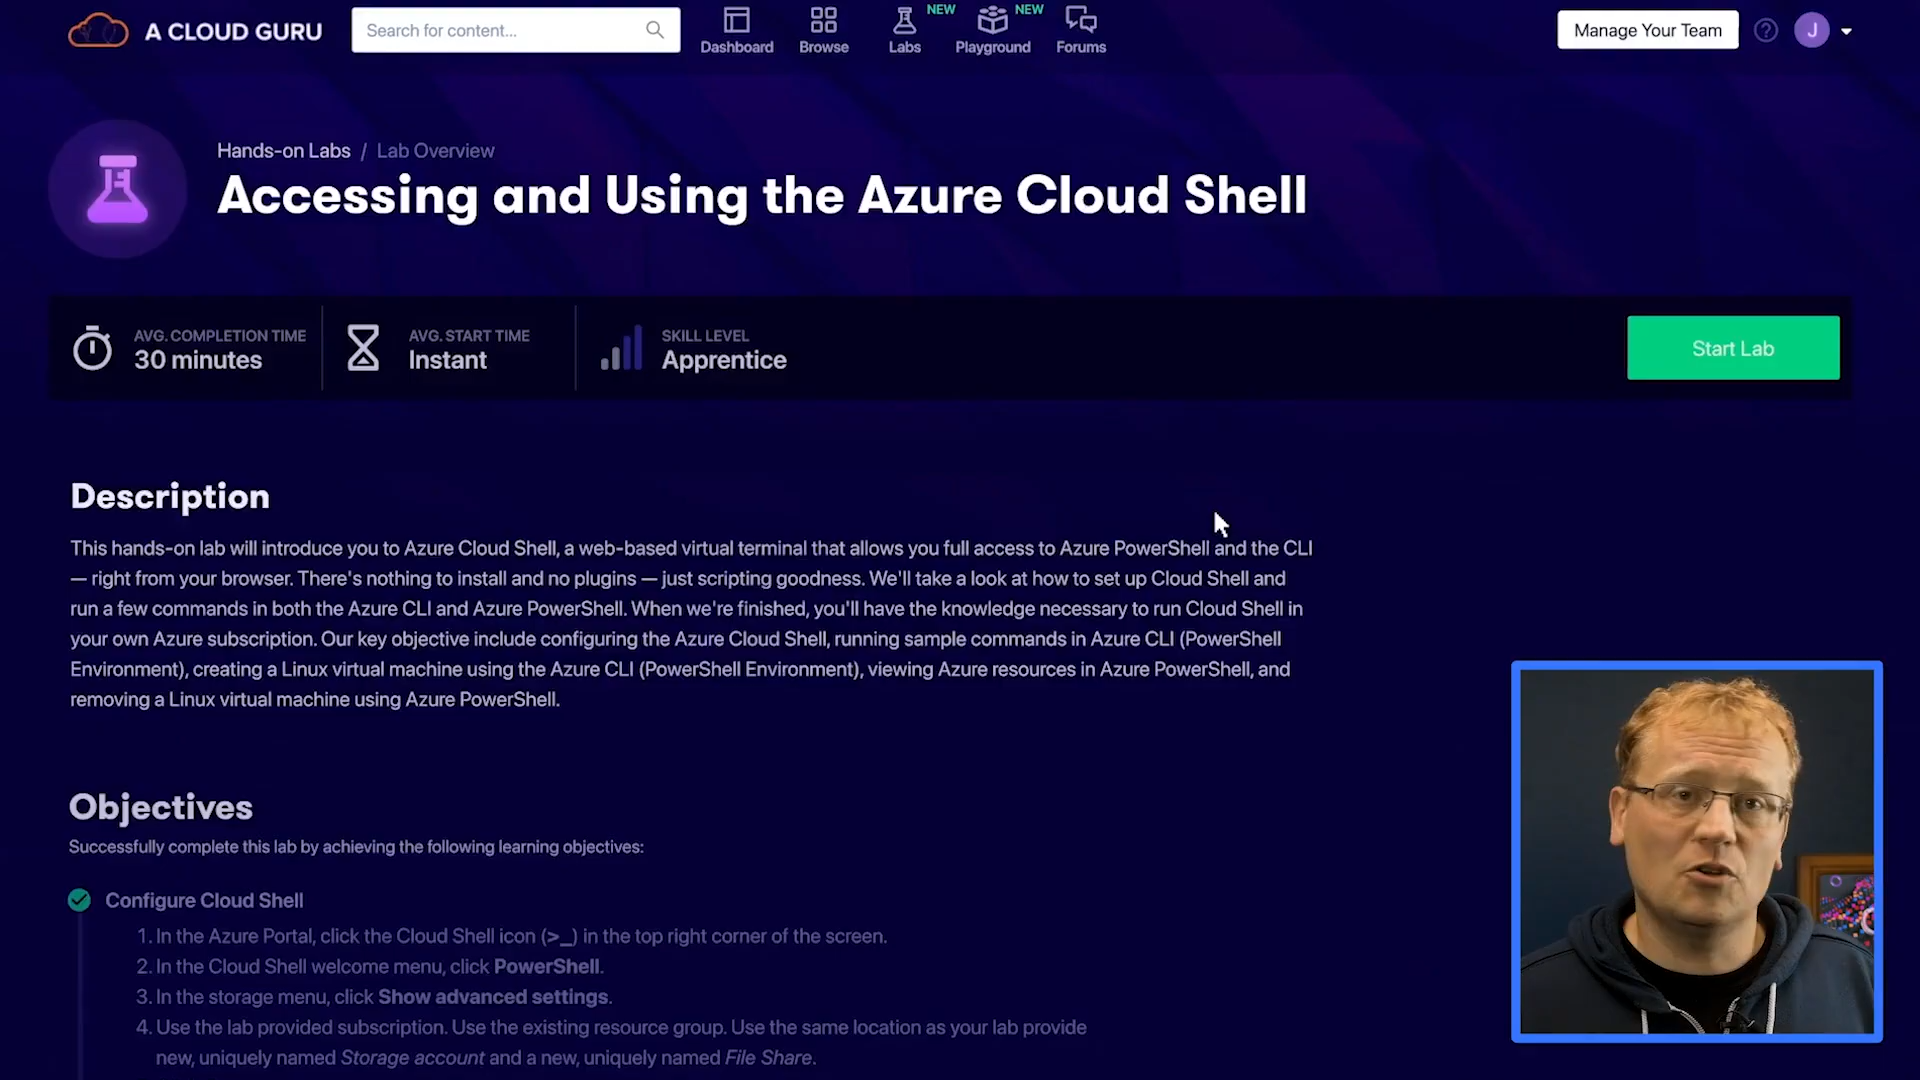 A CLOUD GURU
Search for content...
Dashboard
Browse
NEW
Labs
NEW
Playground
Forums
Manage Your Team
?
J
Hands-on Labs / Lab Overview
Accessing and Using the Azure Cloud Shell
AVG. COMPLETION TIME
30 minutes
AVG. START TIME
Instant
SKILL LEVEL
Apprentice
Start Lab
Description
This hands-on lab will introduce you to Azure Cloud Shell, a web-based virtual terminal that allows you full access to Azure PowerShell and the CLI
— right from your browser. There's nothing to install and no plugins — just scripting goodness. We'll take a look at how to set up Cloud Shell and
run a few commands in both the Azure CLI and Azure PowerShell. When we're finished, you'll have the knowledge necessary to run Cloud Shell in
your own Azure subscription. Our key objective include configuring the Azure Cloud Shell, running sample commands in Azure CLI (PowerShell
Environment), creating a Linux virtual machine using the Azure CLI (PowerShell Environment), viewing Azure resources in Azure PowerShell, and
removing a Linux virtual machine using Azure PowerShell.
Objectives
Successfully complete this lab by achieving the following learning objectives:
Configure Cloud Shell
1. In the Azure Portal, click the Cloud Shell icon (>_) in the top right corner of the screen.
2. In the Cloud Shell welcome menu, click PowerShell.
3. In the storage menu, click Show advanced settings.
4. Use the lab provided subscription. Use the existing resource group. Use the same location as your lab provide
new, uniquely named Storage account and a new, uniquely named File Share.